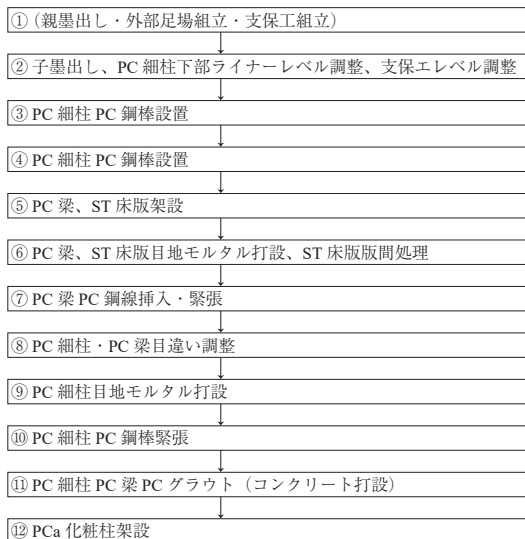 ①（親墨出し・外部足場組立・支保工組立）
② 子墨出し、PC 細柱下部ライナーレベル調整、支保エレベル調整
③ PC 細柱 PC 鋼棒設置
④ PC 細柱 PC 鋼棒設置
⑤ PC 梁、ST 床版架設
⑥ PC 梁、ST 床版目地モルタル打設、ST 床版版間処理
⑦ PC 梁 PC 鋼線挿入・緊張
⑧ PC 細柱・PC 梁目違い調整
⑨ PC 細柱目地モルタル打設
⑩ PC 細柱 PC 鋼棒緊張
⑪ PC 細柱 PC 梁 PC グラウト（コンクリート打設）
⑫ PCa 化粧柱架設